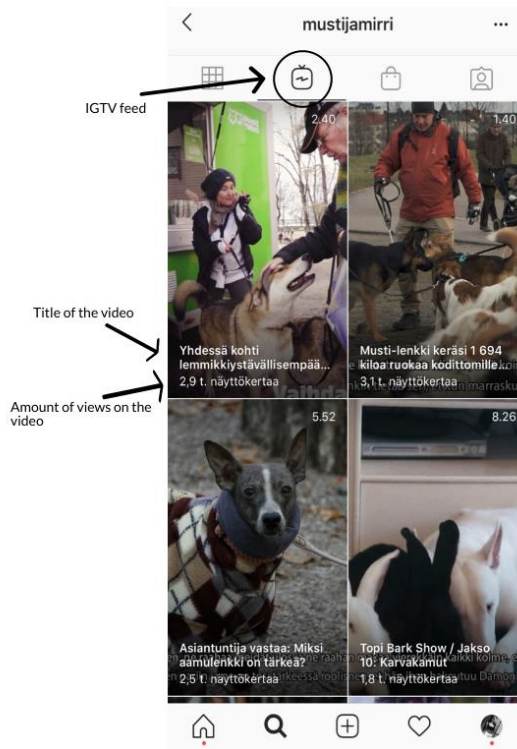 mustijamirri
IGTV feed
2.40
1.40
Title of the video
Yhdessä kohti
lemmikkiystävällisempää...
2,9 t. näyttökertaa
Musti-lenkki keräsi 1 694
kiloa ruokaa kodittomille...
3,1 t. näyttökertaa
Amount of views on the
video
5.52
8.26
Asiantuntija vastaa: Miksi
aamulenkki on tärkeä?
2,5 t. näyttökertaa
Topi Bark Show / Jakso
10: Karvakamut
1,8 t. näyttökertaa